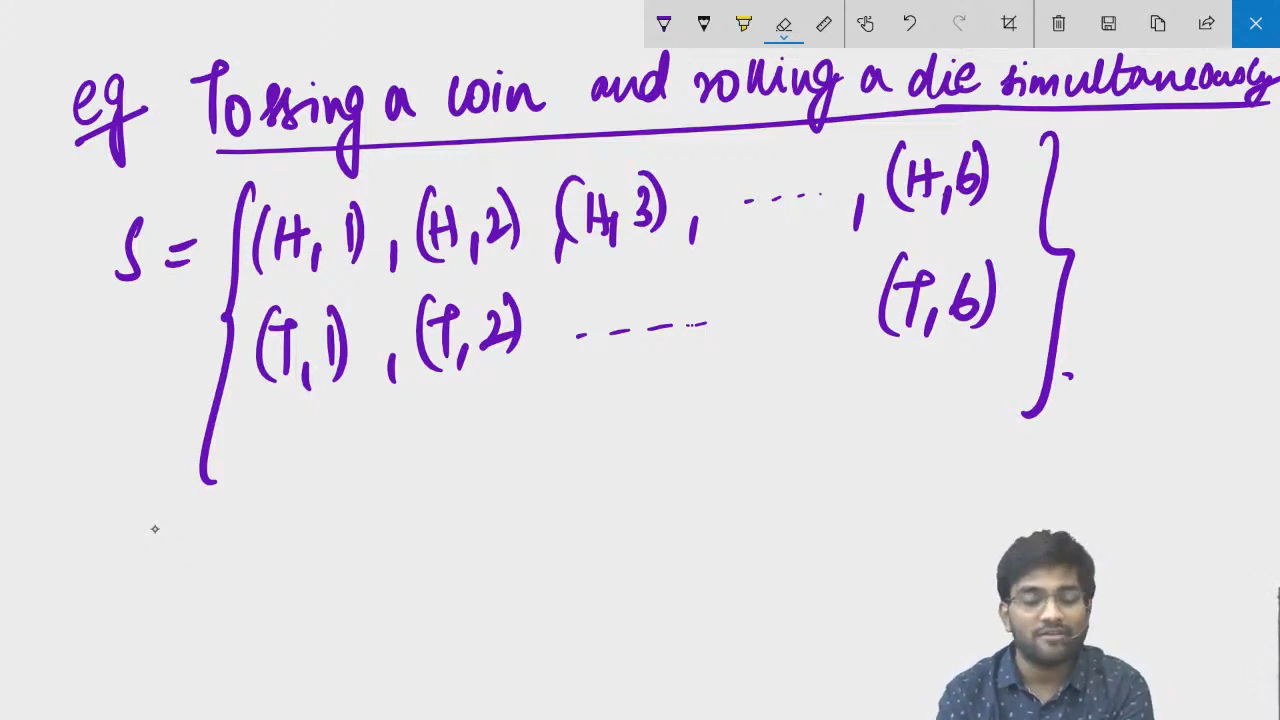 eg Tossing a coin and rolling a die simultaneously
S = { (H, 1) , (H, 2) , (H, 3) , ..... , (H, 6)
(T, 1) , (T, 2) ----- (T, 6) } .